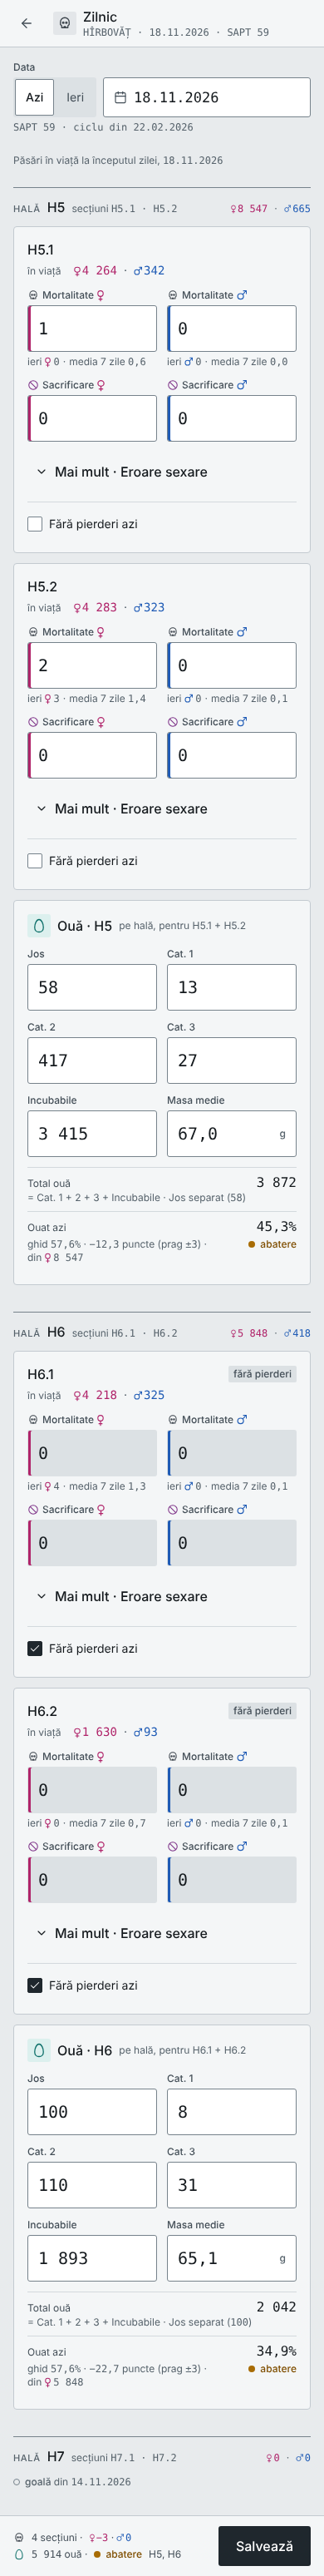 Zilnic
HÎRBOVĂȚ · 18.11.2026 · SAPT 59
Data
Azi Ieri 18.11.2026
SAPT 59 · ciclu din 22.02.2026
Păsări în viață la începutul zilei, 18.11.2026
HALĂ H5 secțiuni H5.1 · H5.2 ♀8 547 · ♂665
H5.1
în viață ♀4 264 · ♂342
Mortalitate ♀ Mortalitate ♂
1 0
ieri ♀0 · media 7 zile 0,6 ieri ♂0 · media 7 zile 0,0
Sacrificare ♀ Sacrificare ♂
0 0
Mai mult · Eroare sexare
Fără pierderi azi
H5.2
în viață ♀4 283 · ♂323
Mortalitate ♀ Mortalitate ♂
2 0
ieri ♀3 · media 7 zile 1,4 ieri ♂0 · media 7 zile 0,1
Sacrificare ♀ Sacrificare ♂
0 0
Mai mult · Eroare sexare
Fără pierderi azi
Ouă · H5 pe hală, pentru H5.1 + H5.2
Jos Cat. 1
58 13
Cat. 2 Cat. 3
417 27
Incubabile Masa medie
3 415 67,0 g
Total ouă 3 872
= Cat. 1 + 2 + 3 + Incubabile · Jos separat (58)
Ouat azi 45,3%
ghid 57,6% · −12,3 puncte (prag ±3) · abatere
din ♀8 547
HALĂ H6 secțiuni H6.1 · H6.2 ♀5 848 · ♂418
H6.1 fără pierderi
în viață ♀4 218 · ♂325
Mortalitate ♀ Mortalitate ♂
0 0
ieri ♀4 · media 7 zile 1,3 ieri ♂0 · media 7 zile 0,1
Sacrificare ♀ Sacrificare ♂
0 0
Mai mult · Eroare sexare
Fără pierderi azi
H6.2 fără pierderi
în viață ♀1 630 · ♂93
Mortalitate ♀ Mortalitate ♂
0 0
ieri ♀0 · media 7 zile 0,7 ieri ♂0 · media 7 zile 0,1
Sacrificare ♀ Sacrificare ♂
0 0
Mai mult · Eroare sexare
Fără pierderi azi
Ouă · H6 pe hală, pentru H6.1 + H6.2
Jos Cat. 1
100 8
Cat. 2 Cat. 3
110 31
Incubabile Masa medie
1 893 65,1 g
Total ouă 2 042
= Cat. 1 + 2 + 3 + Incubabile · Jos separat (100)
Ouat azi 34,9%
ghid 57,6% · −22,7 puncte (prag ±3) · abatere
din ♀5 848
HALĂ H7 secțiuni H7.1 · H7.2 ♀0 · ♂0
goală din 14.11.2026
4 secțiuni · ♀−3 · ♂0
5 914 ouă · abatere H5, H6
Salvează